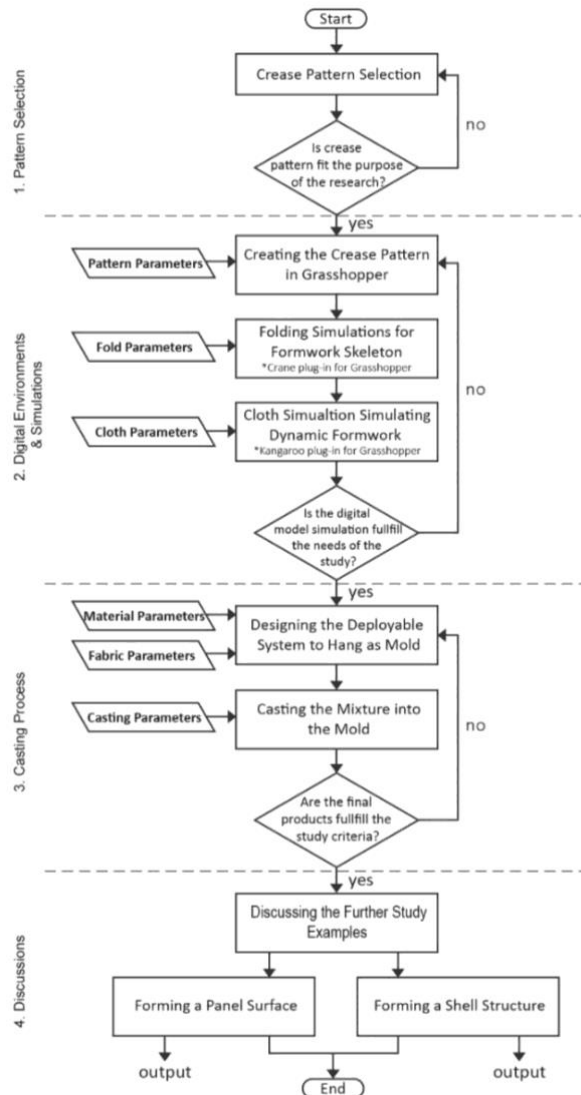 Start
1. Pattern Selection
Crease Pattern Selection
no
Is crease
pattern fit the purpose
of the research?
yes
2. Digital Environments
& Simulations
Pattern Parameters
Creating the Crease Pattern
in Grasshopper
Fold Parameters
Folding Simulations for
Formwork Skeleton
*Crane plug-in for Grasshopper
no
Cloth Parameters
Cloth Simualtion Simulating
Dynamic Formwork
*Kangaroo plug-in for Grasshopper
Is the digital
model simulation fullfill
the needs of the
study?
yes
3. Casting Process
Material Parameters
Fabric Parameters
Designing the Deployable
System to Hang as Mold
Casting Parameters
Casting the Mixture into
the Mold
no
Are the final
products fullfill the
study criteria?
yes
4. Discussions
Discussing the Further Study
Examples
Forming a Panel Surface
Forming a Shell Structure
output
output
End